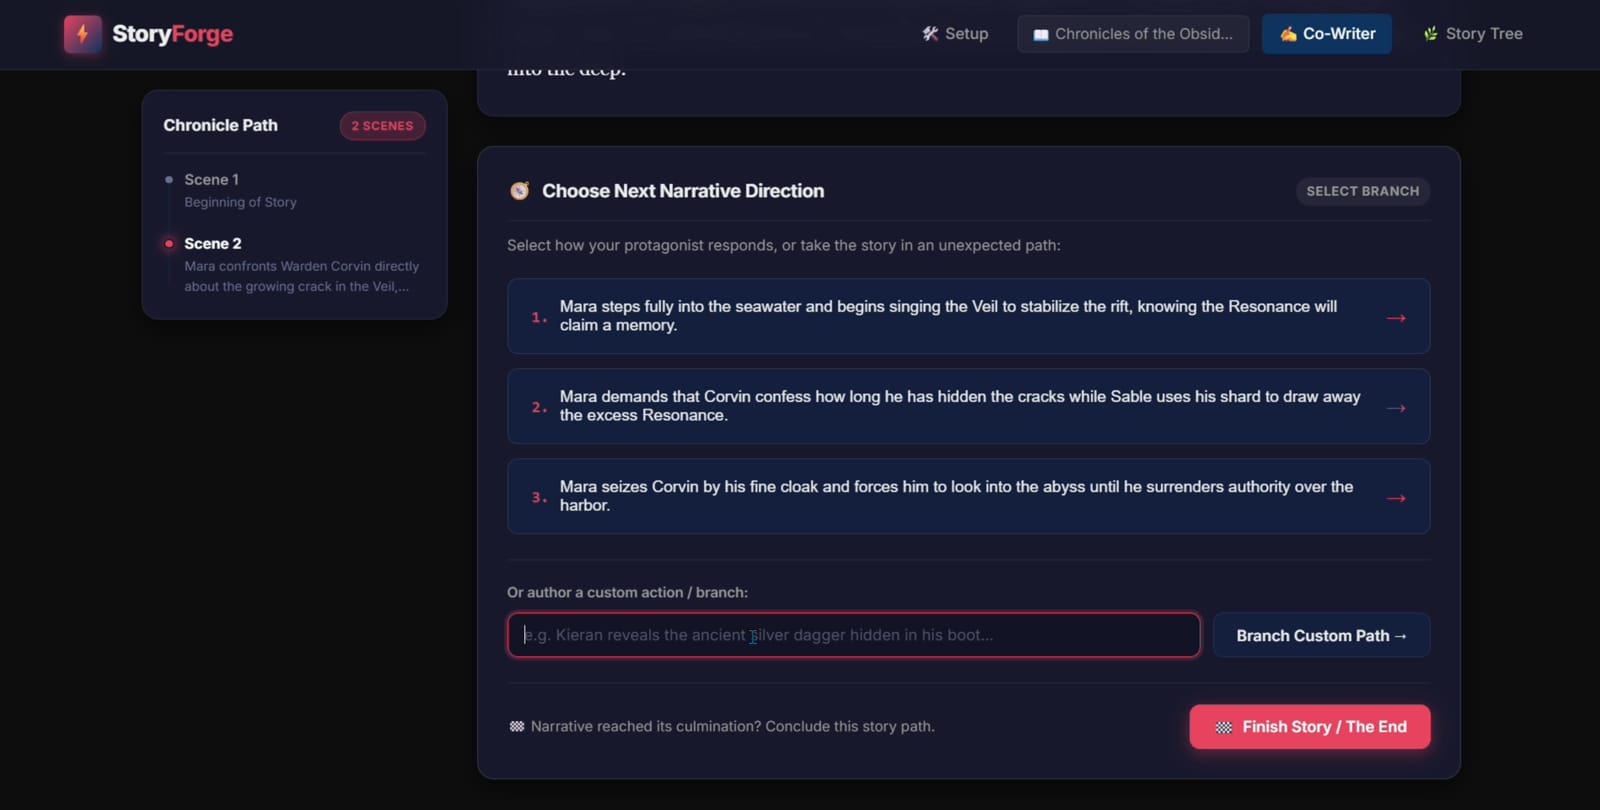 StoryForge
Setup
Chronicles of the Obsid...
Co-Writer
Story Tree
into the deep.
Chronicle Path
2 SCENES
Scene 1
Beginning of Story
Scene 2
Mara confronts Warden Corvin directly
about the growing crack in the Veil,...
Choose Next Narrative Direction
SELECT BRANCH
Select how your protagonist responds, or take the story in an unexpected path:
1. Mara steps fully into the seawater and begins singing the Veil to stabilize the rift, knowing the Resonance will
claim a memory.
→
2. Mara demands that Corvin confess how long he has hidden the cracks while Sable uses his shard to draw away
the excess Resonance.
→
3. Mara seizes Corvin by his fine cloak and forces him to look into the abyss until he surrenders authority over the
harbor.
→
Or author a custom action / branch:
e.g. Kieran reveals the ancient silver dagger hidden in his boot...
Branch Custom Path →
Narrative reached its culmination? Conclude this story path.
Finish Story / The End